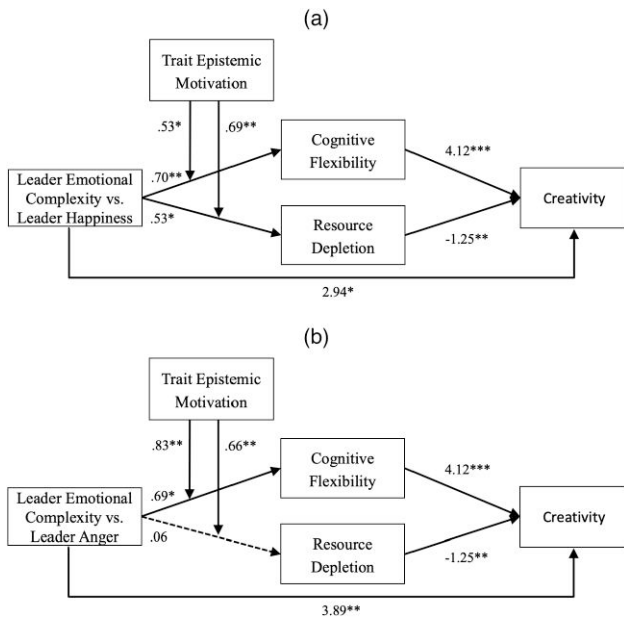 (a)
Trait Epistemic
Motivation
.53*
.69**
Cognitive
Flexibility
4.12***
Leader Emotional
Complexity vs.
Leader Happiness
.70**
.53*
Creativity
Resource
Depletion
-1.25**
2.94*
(b)
Trait Epistemic
Motivation
.83**
.66**
Cognitive
Flexibility
4.12***
Leader Emotional
Complexity vs.
Leader Anger
.69*
.06
Creativity
Resource
Depletion
-1.25**
3.89**